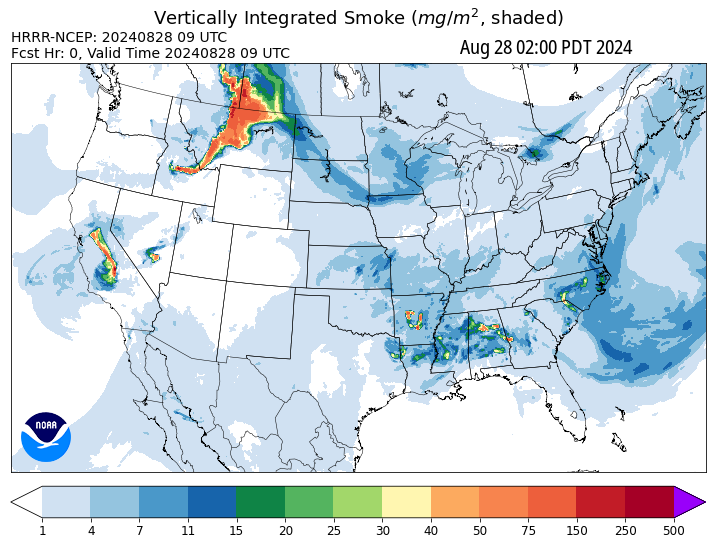 Vertically Integrated Smoke (mg/m², shaded)
HRRR-NCEP: 20240828 09 UTC
Fcst Hr: 0, Valid Time 20240828 09 UTC
Aug 28 02:00 PDT 2024
NOAA
1 4 7 11 15 20 25 30 40 50 75 150 250 500